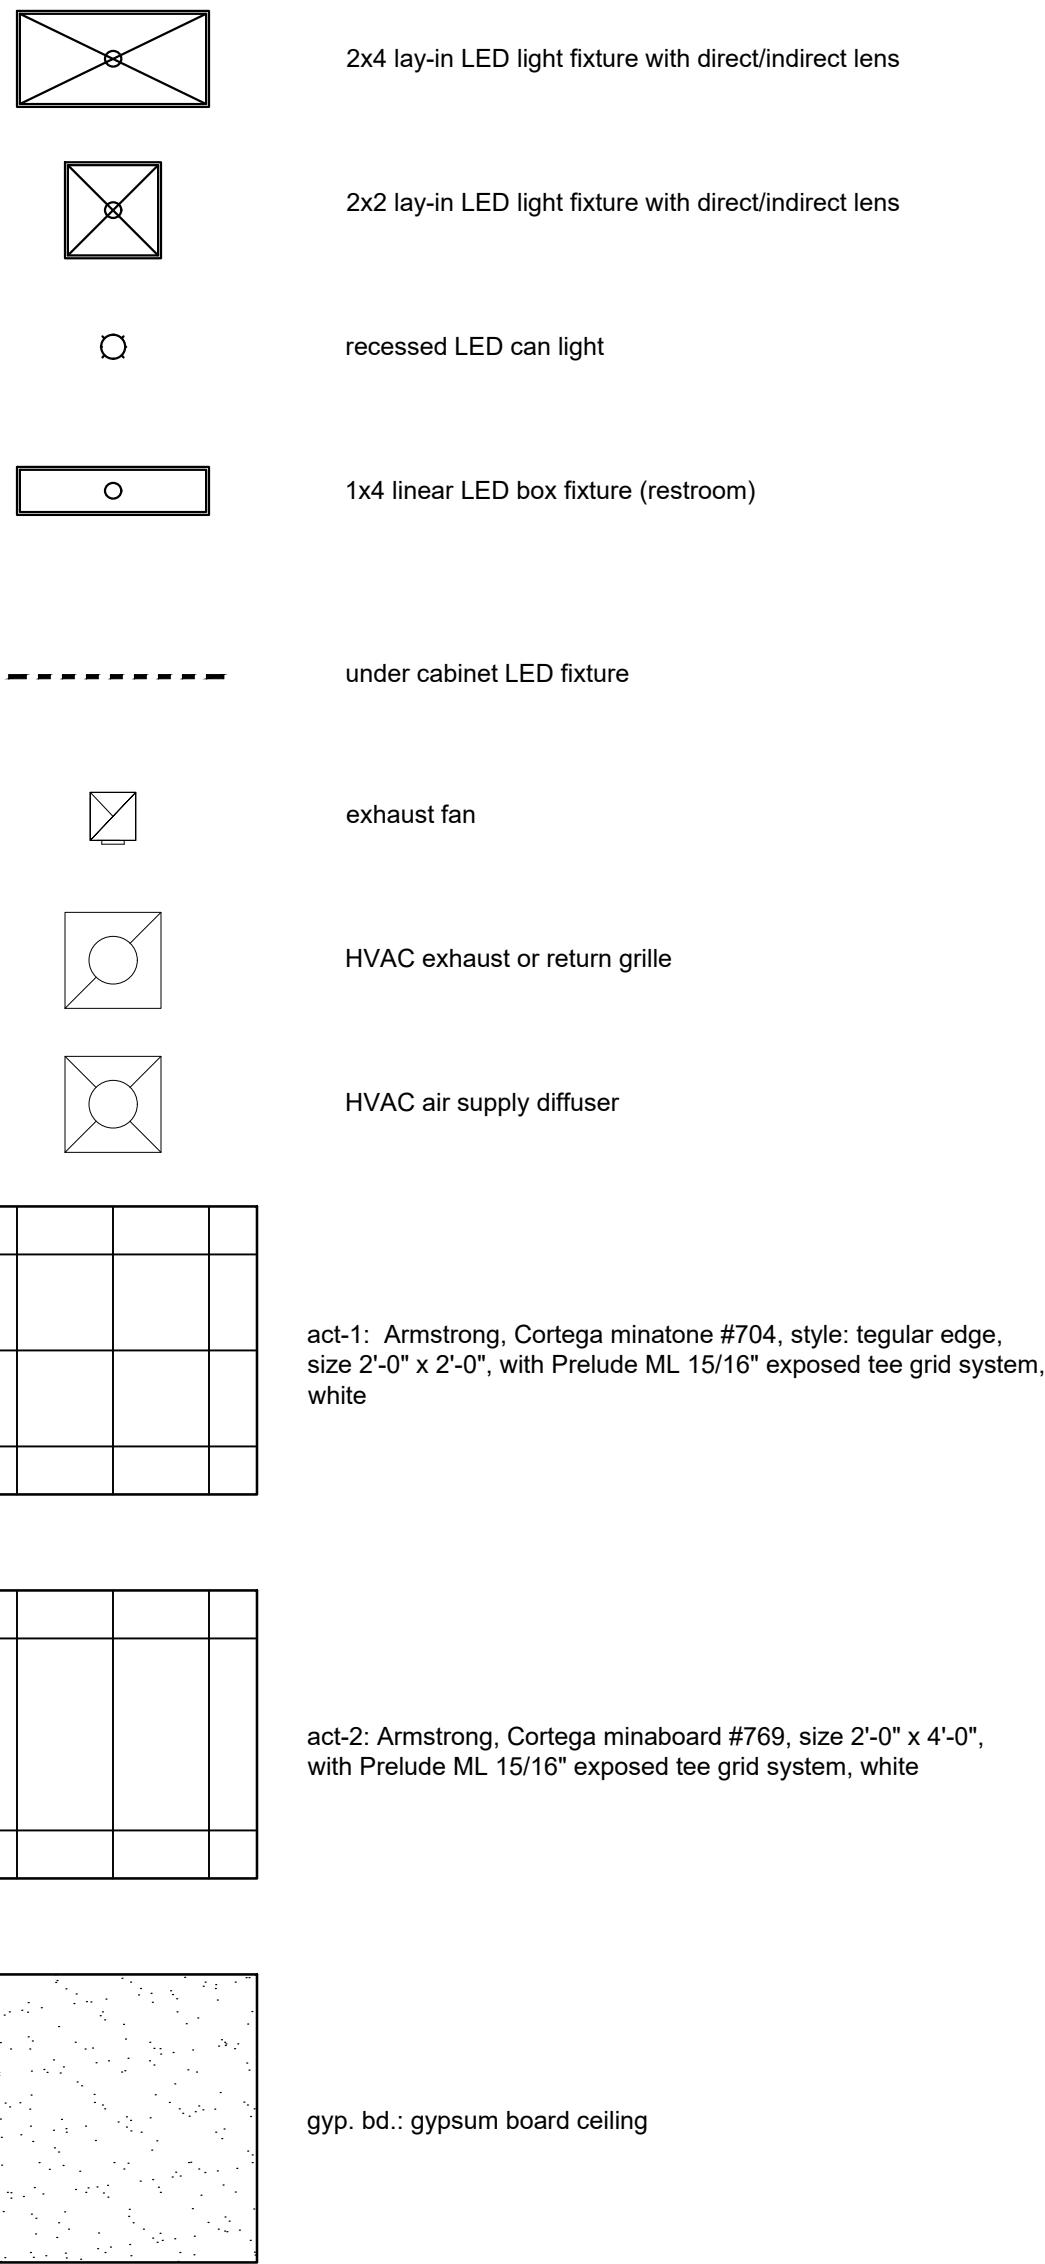 2x4 lay-in LED light fixture with direct/indirect lens
2x2 lay-in LED light fixture with direct/indirect lens
recessed LED can light
1x4 linear LED box fixture (restroom)
under cabinet LED fixture
exhaust fan
HVAC exhaust or return grille
HVAC air supply diffuser
act-1:  Armstrong, Cortega minatone #704, style: tegular edge,
size 2'-0" x 2'-0", with Prelude ML 15/16" exposed tee grid system,
white
act-2: Armstrong, Cortega minaboard #769, size 2'-0" x 4'-0",
with Prelude ML 15/16" exposed tee grid system, white
gyp. bd.: gypsum board ceiling